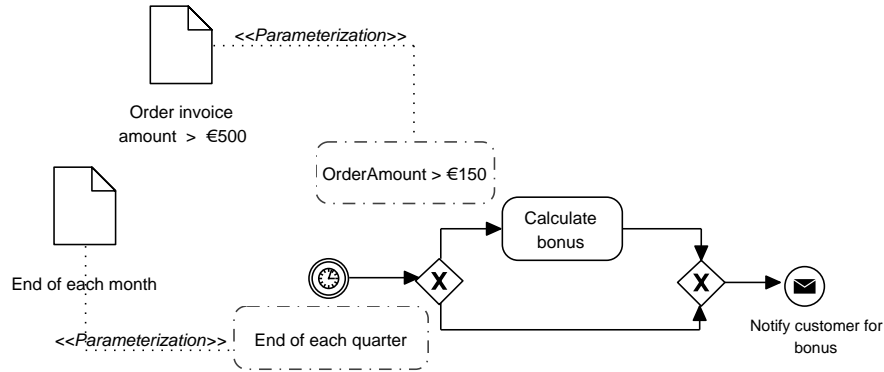 <<Parameterization>>
Order invoice
amount > €500
OrderAmount > €150
Calculate
bonus
X
X
End of each month
Notify customer for
bonus
<<Parameterization>>
End of each quarter